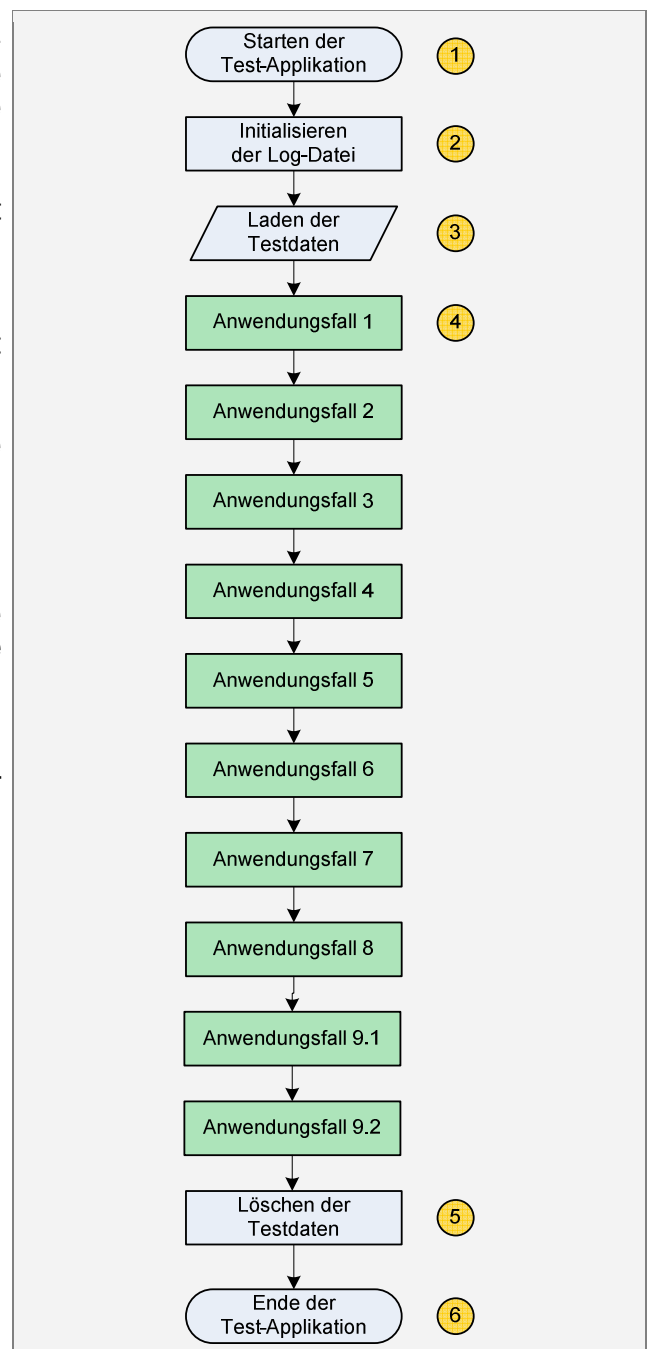 Starten der
Test-Applikation
1
Initialisieren
der Log-Datei
2
Laden der
Testdaten
3
Anwendungsfall 1
4
Anwendungsfall 2
Anwendungsfall 3
Anwendungsfall 4
Anwendungsfall 5
Anwendungsfall 6
Anwendungsfall 7
Anwendungsfall 8
Anwendungsfall 9.1
Anwendungsfall 9.2
Löschen der
Testdaten
5
Ende der
Test-Applikation
6